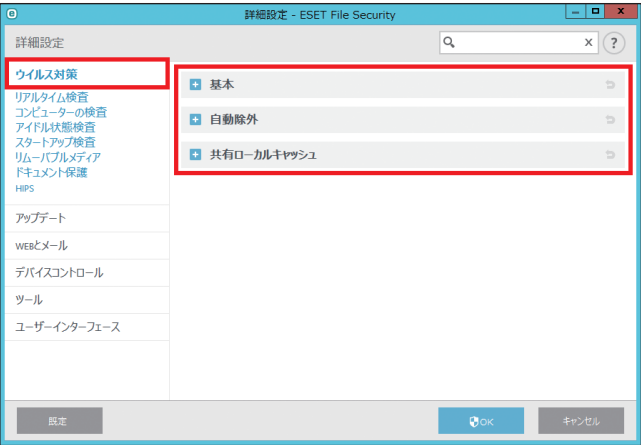 詳細設定 - ESET File Security
詳細設定
?
ウイルス対策
リアルタイム検査
コンピューターの検査
アイドル状態検査
スタートアップ検査
リムーバブルメディア
ドキュメント保護
HIPS
アップデート
WEBとメール
デバイスコントロール
ツール
ユーザーインターフェース
基本
自動除外
共有ローカルキャッシュ
既定
OK
キャンセル